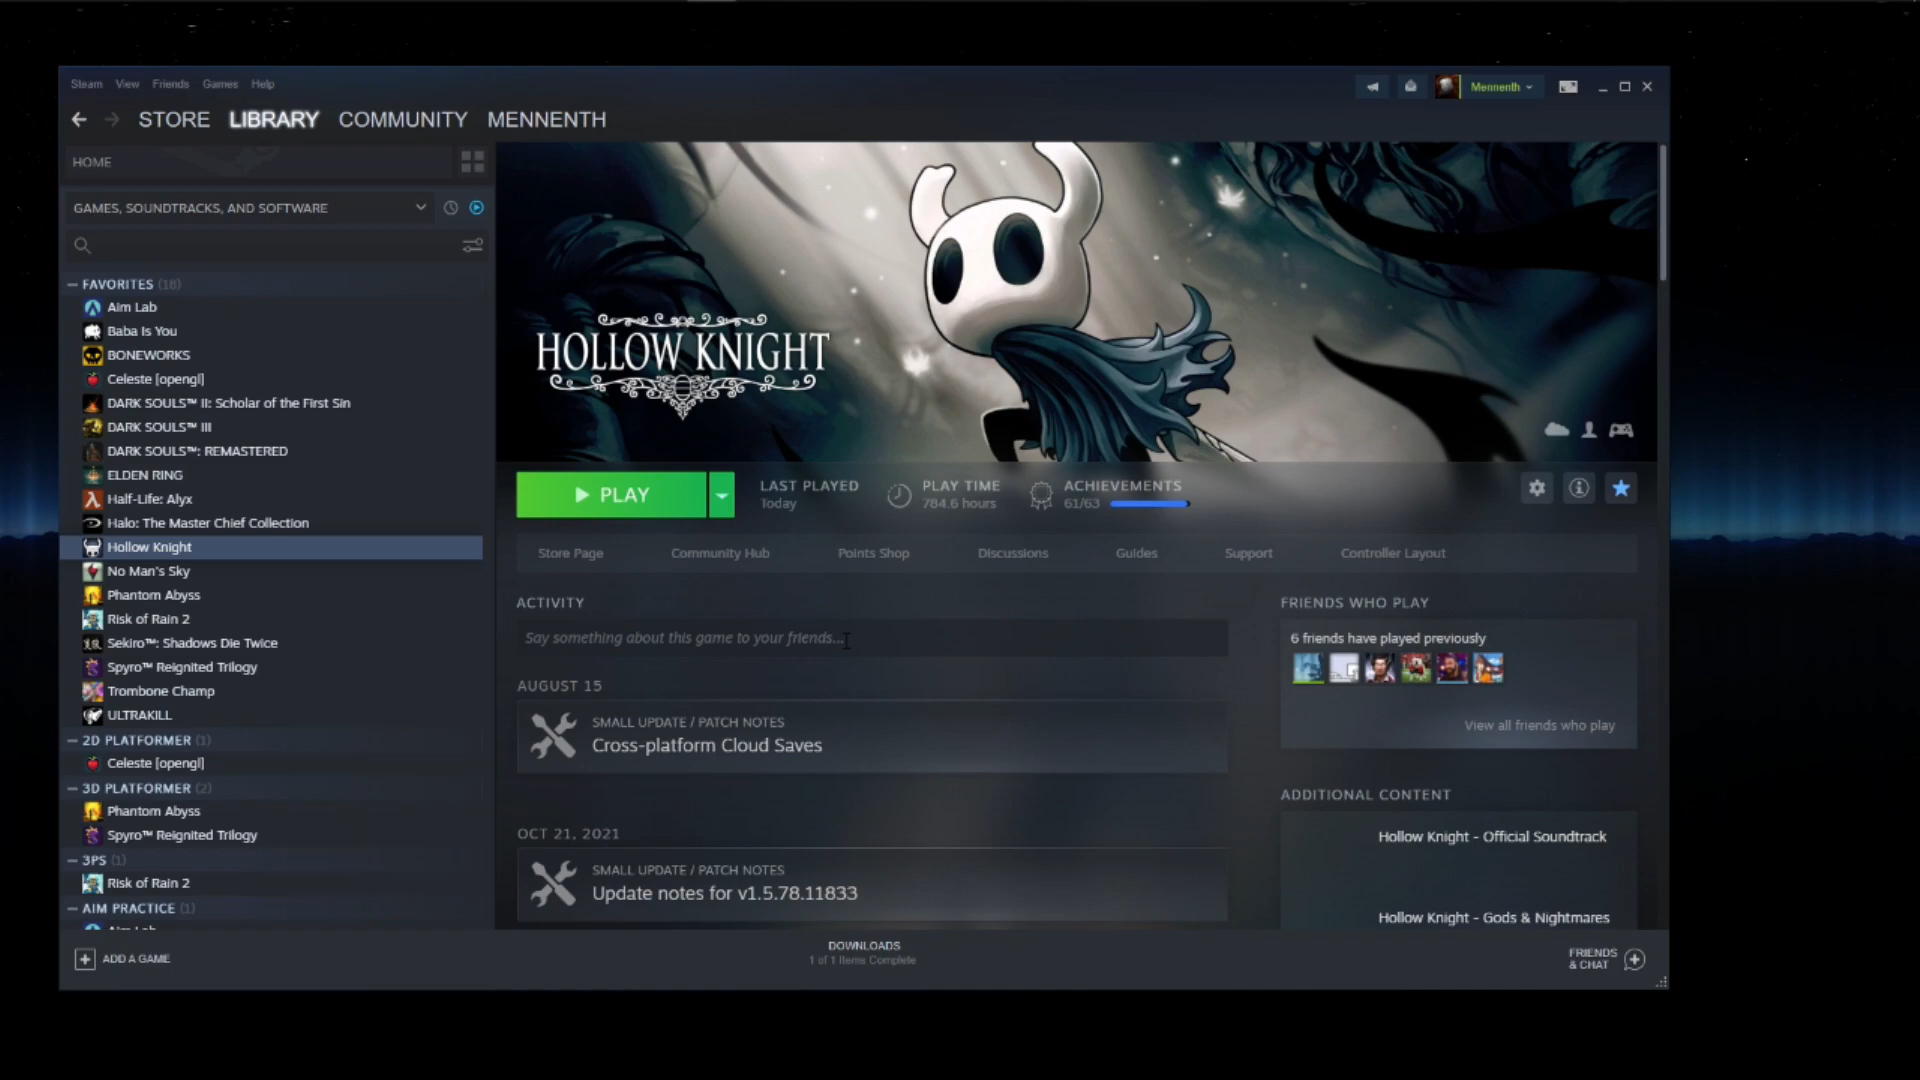 Steam View Friends Games Help
Mennenth
STORE LIBRARY COMMUNITY MENNENTH
HOME
GAMES, SOUNDTRACKS, AND SOFTWARE
FAVORITES (18)
Aim Lab
Baba Is You
BONEWORKS
Celeste [opengl]
DARK SOULS™ II: Scholar of the First Sin
DARK SOULS™ III
DARK SOULS™: REMASTERED
ELDEN RING
Half-Life: Alyx
Halo: The Master Chief Collection
Hollow Knight
No Man's Sky
Phantom Abyss
Risk of Rain 2
Sekiro™: Shadows Die Twice
Spyro™ Reignited Trilogy
Trombone Champ
ULTRAKILL
2D PLATFORMER (1)
Celeste [opengl]
3D PLATFORMER (2)
Phantom Abyss
Spyro™ Reignited Trilogy
3PS (1)
Risk of Rain 2
AIM PRACTICE (1)
Aim Lab
HOLLOW KNIGHT
PLAY
LAST PLAYED
Today
PLAY TIME
784.6 hours
ACHIEVEMENTS
61/63
Store Page Community Hub Points Shop Discussions Guides Support Controller Layout
ACTIVITY
Say something about this game to your friends...
AUGUST 15
SMALL UPDATE / PATCH NOTES
Cross-platform Cloud Saves
OCT 21, 2021
SMALL UPDATE / PATCH NOTES
Update notes for v1.5.78.11833
FRIENDS WHO PLAY
6 friends have played previously
View all friends who play
ADDITIONAL CONTENT
Hollow Knight - Official Soundtrack
Hollow Knight - Gods & Nightmares
ADD A GAME
DOWNLOADS
1 of 1 Items Complete
FRIENDS
& CHAT